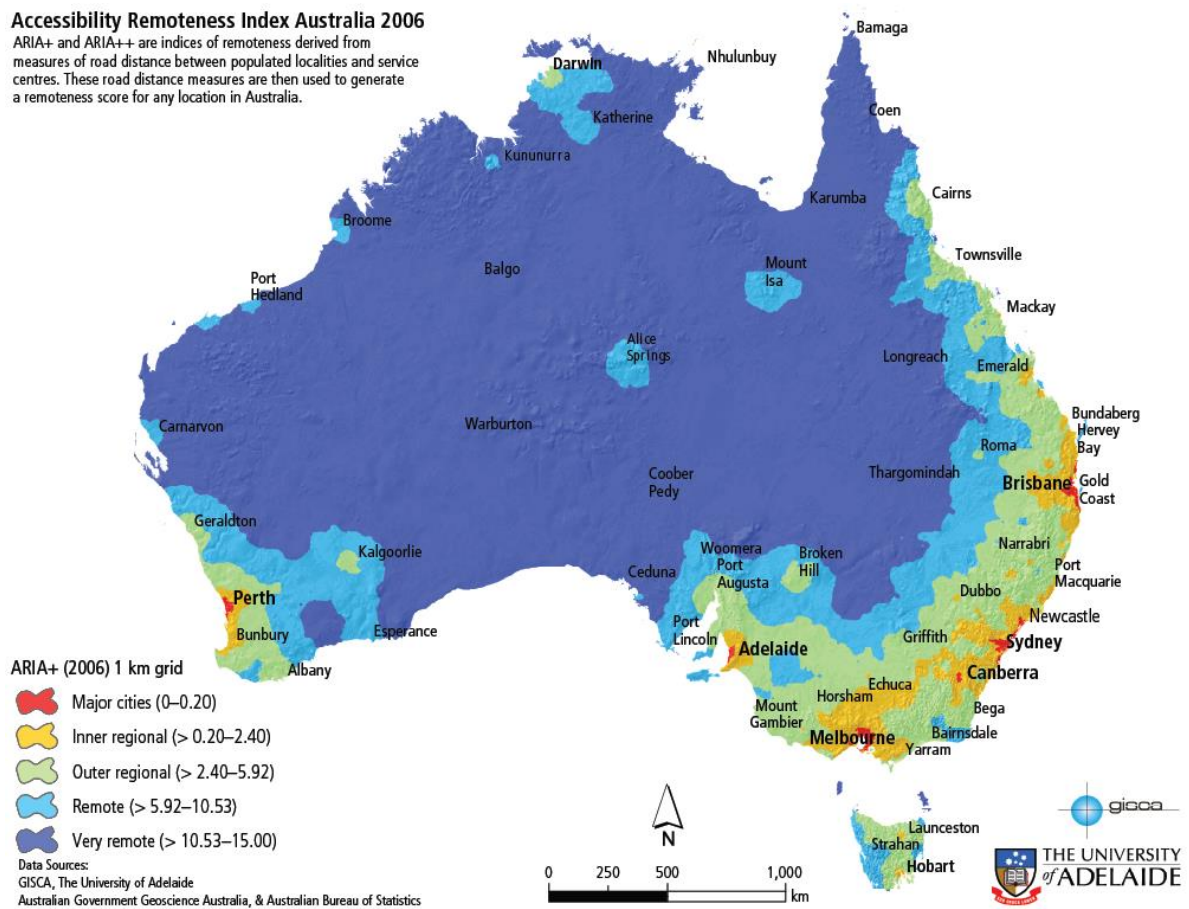 Accessibility Remoteness Index Australia 2006
ARIA+ and ARIA++ are indices of remoteness derived from
measures of road distance between populated localities and service
centres. These road distance measures are then used to generate
a remoteness score for any location in Australia.
Bamaga
Nhulunbuy
Darwin
Coen
Katherine
Kununurra
Cairns
Karumba
Broome
Townsville
Balgo
Mount
Isa
Port
Hedland
Mackay
Alice
Springs
Longreach
Emerald
Carnarvon
Warburton
Bundaberg
Hervey
Bay
Roma
Coober
Pedy
Thargomindah
Brisbane
Gold
Coast
Geraldton
Kalgoorlie
Woomera
Port
Augusta
Broken
Hill
Narrabri
Ceduna
Port
Macquarie
Dubbo
Perth
Newcastle
Bunbury
Esperance
Port
Lincoln
Griffith
Sydney
Adelaide
Albany
Canberra
Echuca
Horsham
Mount
Gambier
Bega
Bairnsdale
Melbourne
Yarram
Launceston
Strahan
Hobart
ARIA+ (2006) 1 km grid
Major cities (0–0.20)
Inner regional (> 0.20–2.40)
Outer regional (> 2.40–5.92)
Remote (> 5.92–10.53)
Very remote (> 10.53–15.00)
Data Sources:
GISCA, The University of Adelaide
Australian Government Geoscience Australia, & Australian Bureau of Statistics
N
0 250 500 1,000
km
gisca
THE UNIVERSITY
of ADELAIDE